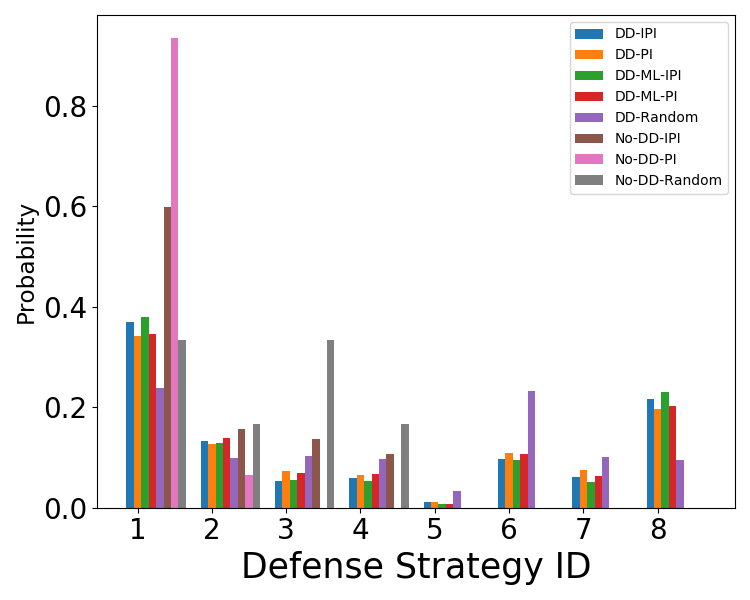 DD-IPI
DD-PI
DD-ML-IPI
DD-ML-PI
DD-Random
No-DD-IPI
No-DD-PI
No-DD-Random
Probability
0.8
0.6
0.4
0.2
0.0
1 2 3 4 5 6 7 8
Defense Strategy ID